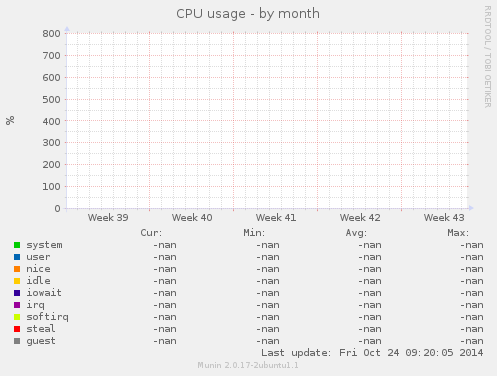 CPU usage - by month
RRDTOOL / TOBI OETIKER
%
800
700
600
500
400
300
200
100
0
Week 39 Week 40 Week 41 Week 42 Week 43
Cur: Min: Avg: Max:
system -nan -nan -nan -nan
user -nan -nan -nan -nan
nice -nan -nan -nan -nan
idle -nan -nan -nan -nan
iowait -nan -nan -nan -nan
irq -nan -nan -nan -nan
softirq -nan -nan -nan -nan
steal -nan -nan -nan -nan
guest -nan -nan -nan -nan
Last update: Fri Oct 24 09:20:05 2014
Munin 2.0.17-2ubuntu1.1